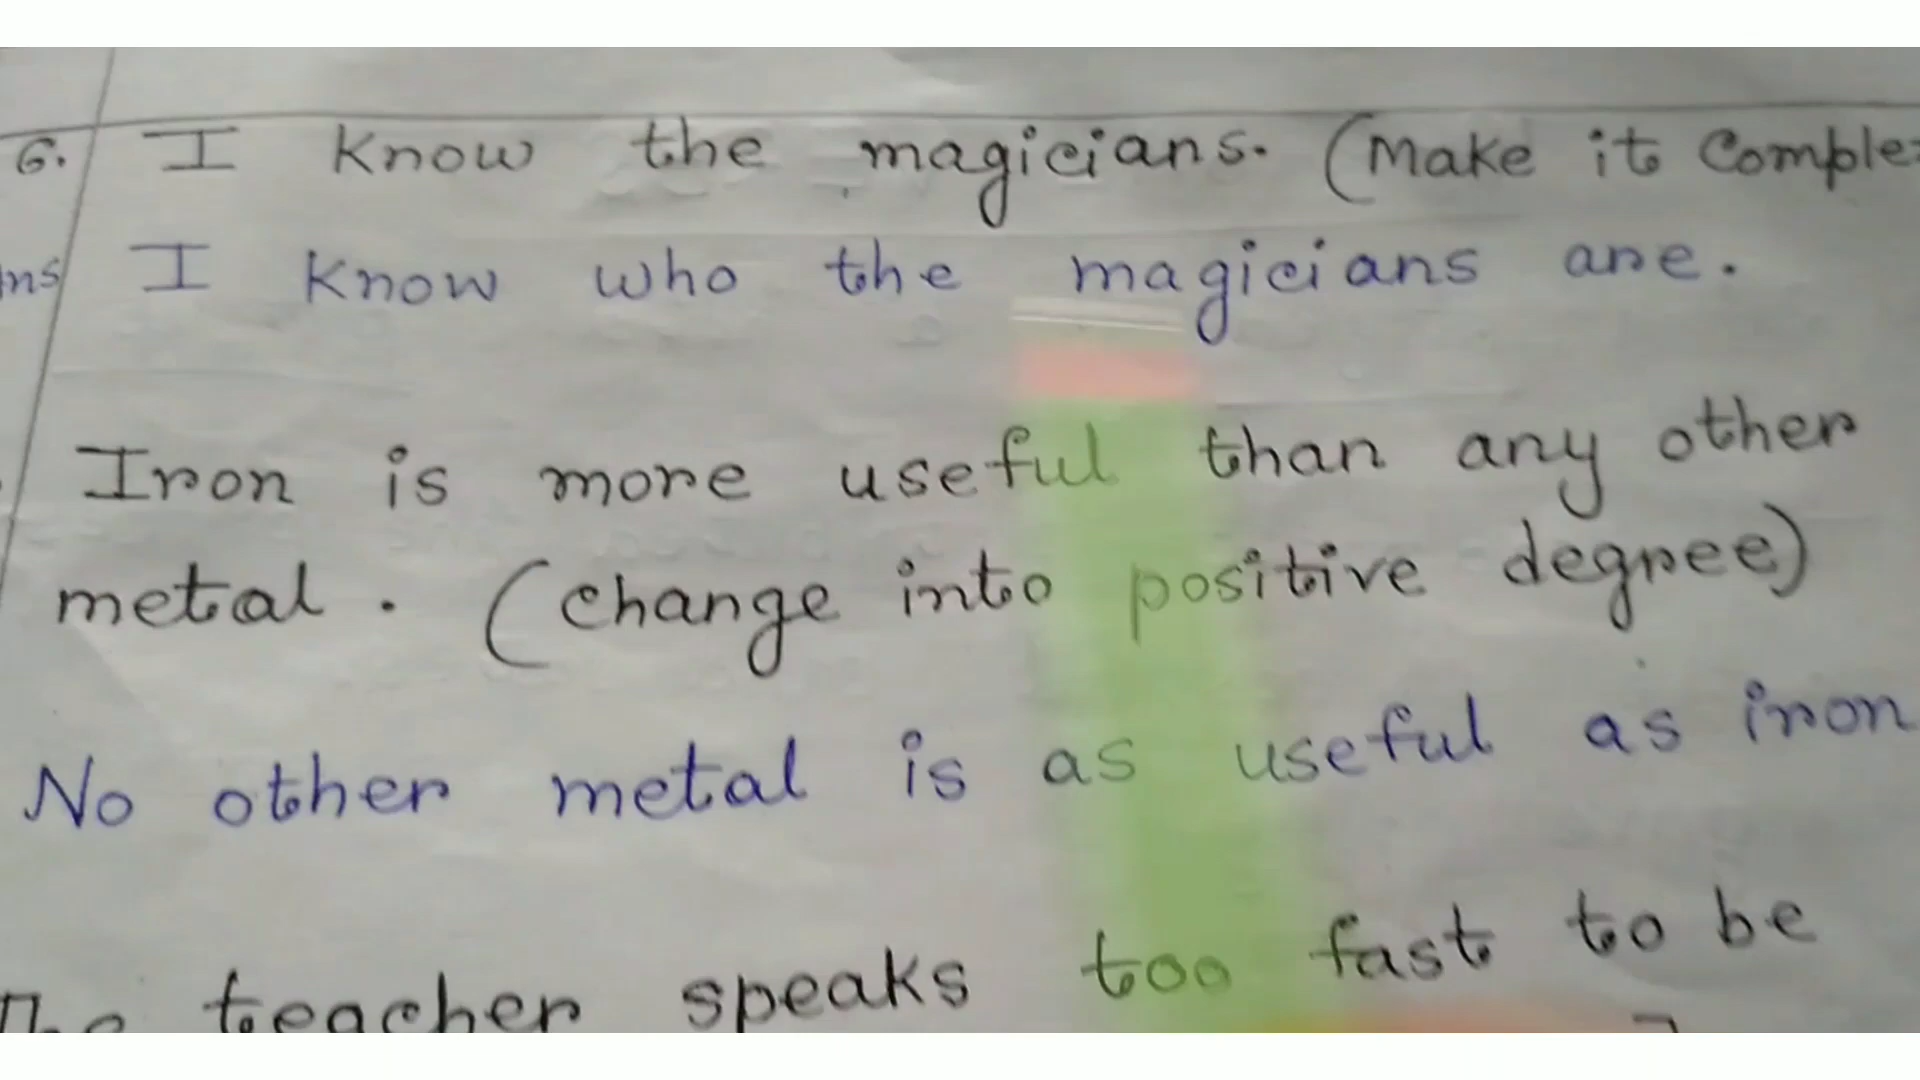 6. I know the magicians. (Make it Comple
Ans I know who the magicians are.
Iron is more useful than any other
metal. (change into positive degree)
No other metal is as useful as iron
The teacher speaks too fast to be